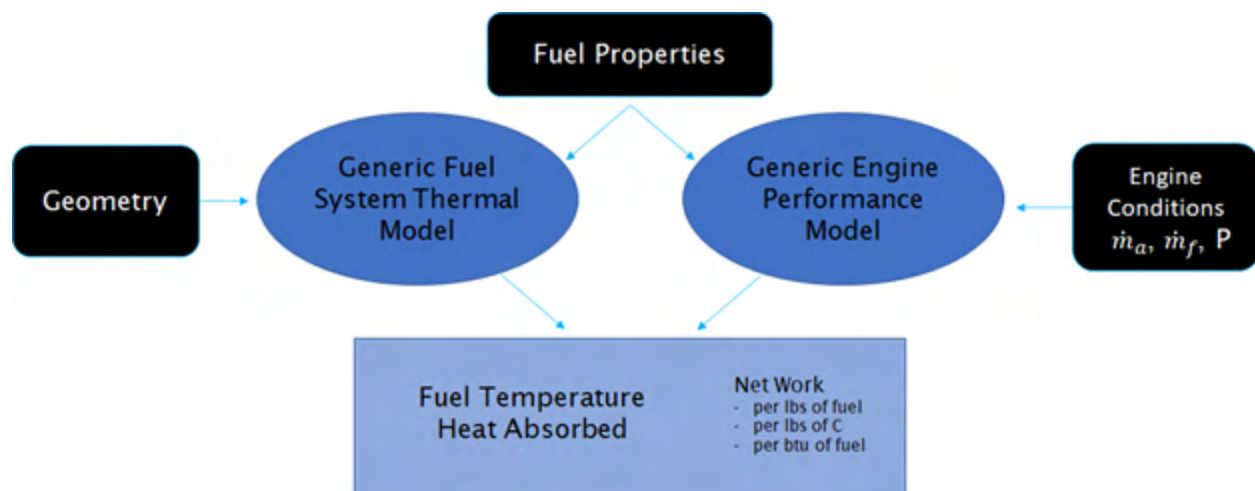 Fuel Properties
Generic Fuel
System Thermal
Model
Generic Engine
Performance
Model
Geometry
Engine
Conditions
ṁₐ, ṁ_f, P
Fuel Temperature
Heat Absorbed
Net Work
- per lbs of fuel
- per lbs of C
- per btu of fuel